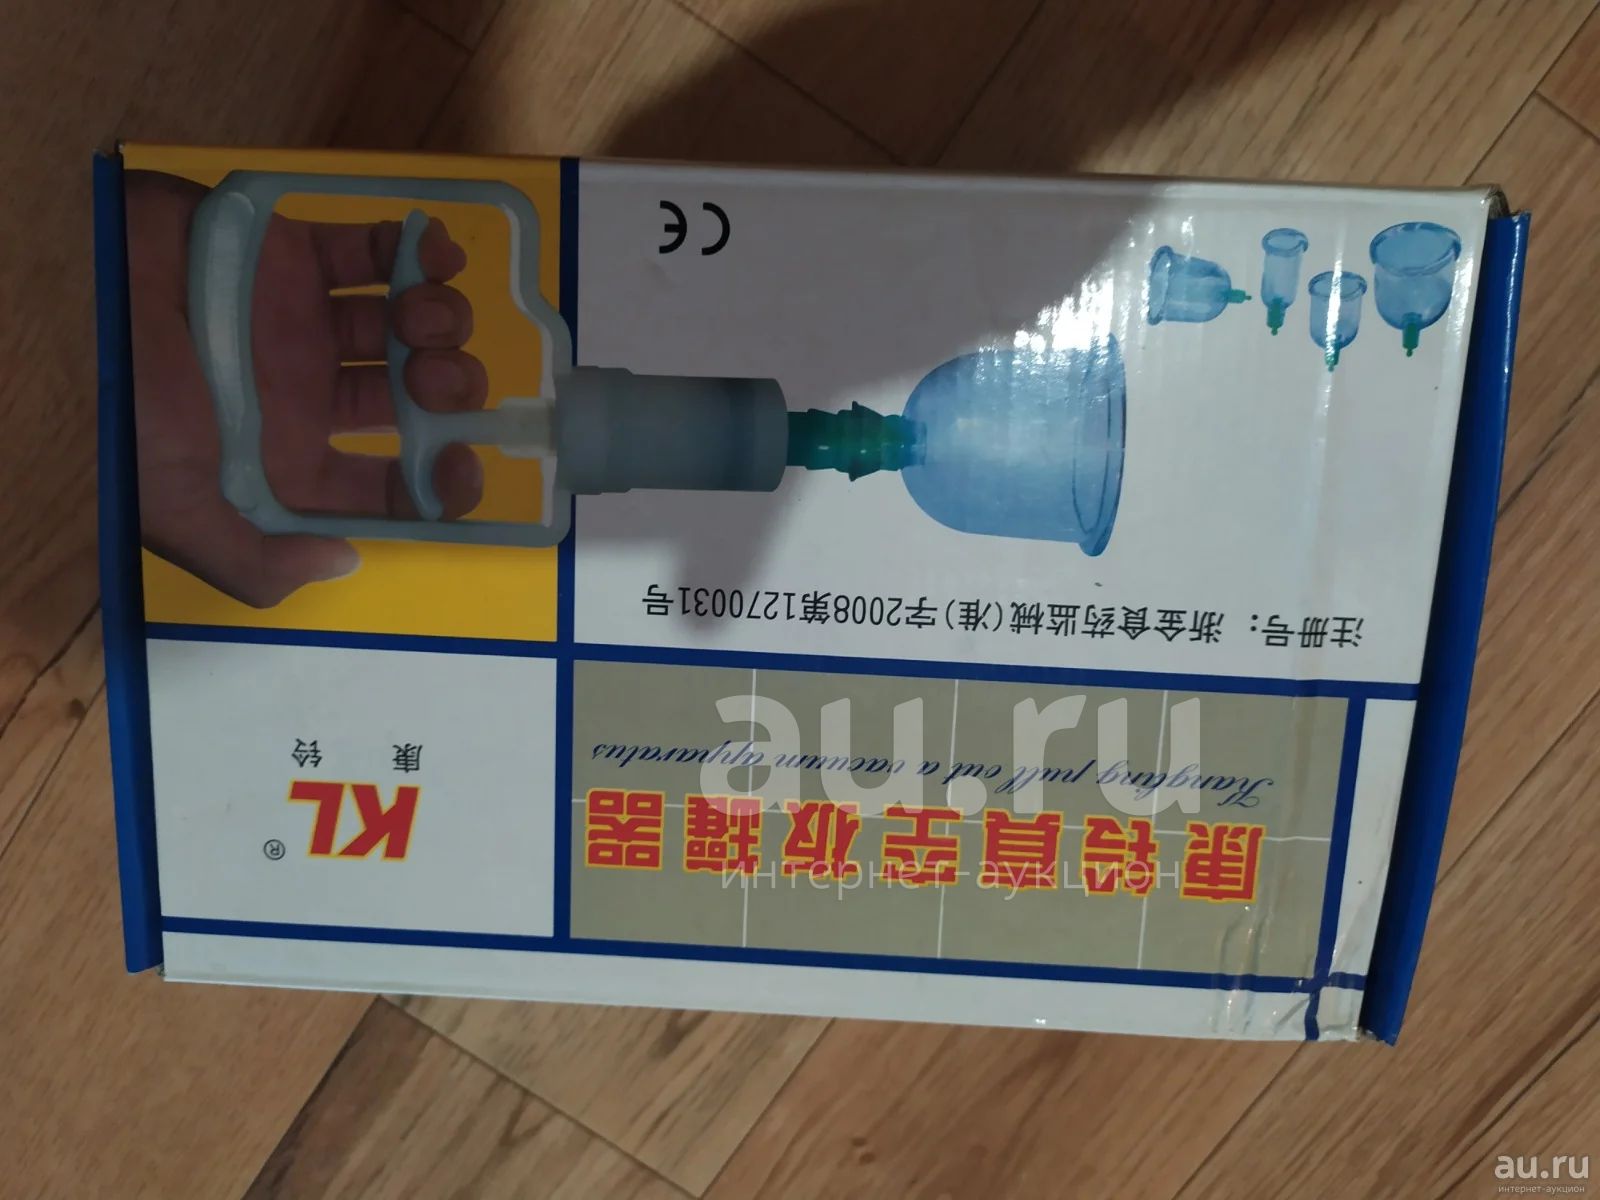 KL®
康 铃
康铃真空扳罐器
Kangling pull out a vacuum apparatus
注册号：浙金食药监械(准)字2008第1270031号
CE
au.ru
интернет-аукцион
au.ru
интернет-аукцион